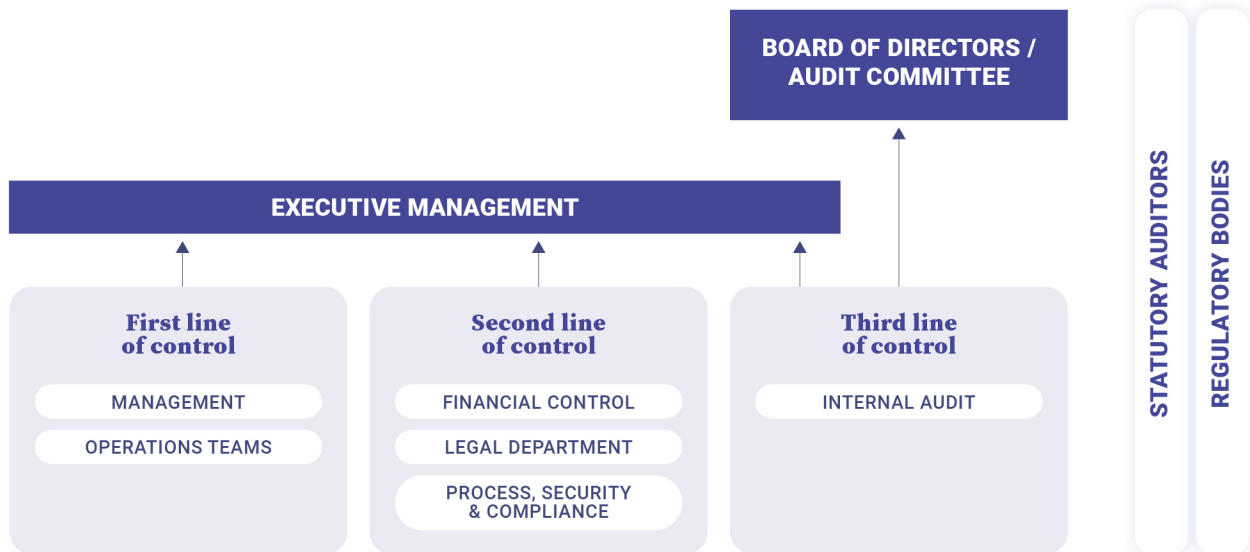 BOARD OF DIRECTORS /
AUDIT COMMITTEE
EXECUTIVE MANAGEMENT
First line
of control
MANAGEMENT
OPERATIONS TEAMS
Second line
of control
FINANCIAL CONTROL
LEGAL DEPARTMENT
PROCESS, SECURITY
& COMPLIANCE
Third line
of control
INTERNAL AUDIT
STATUTORY AUDITORS
REGULATORY BODIES